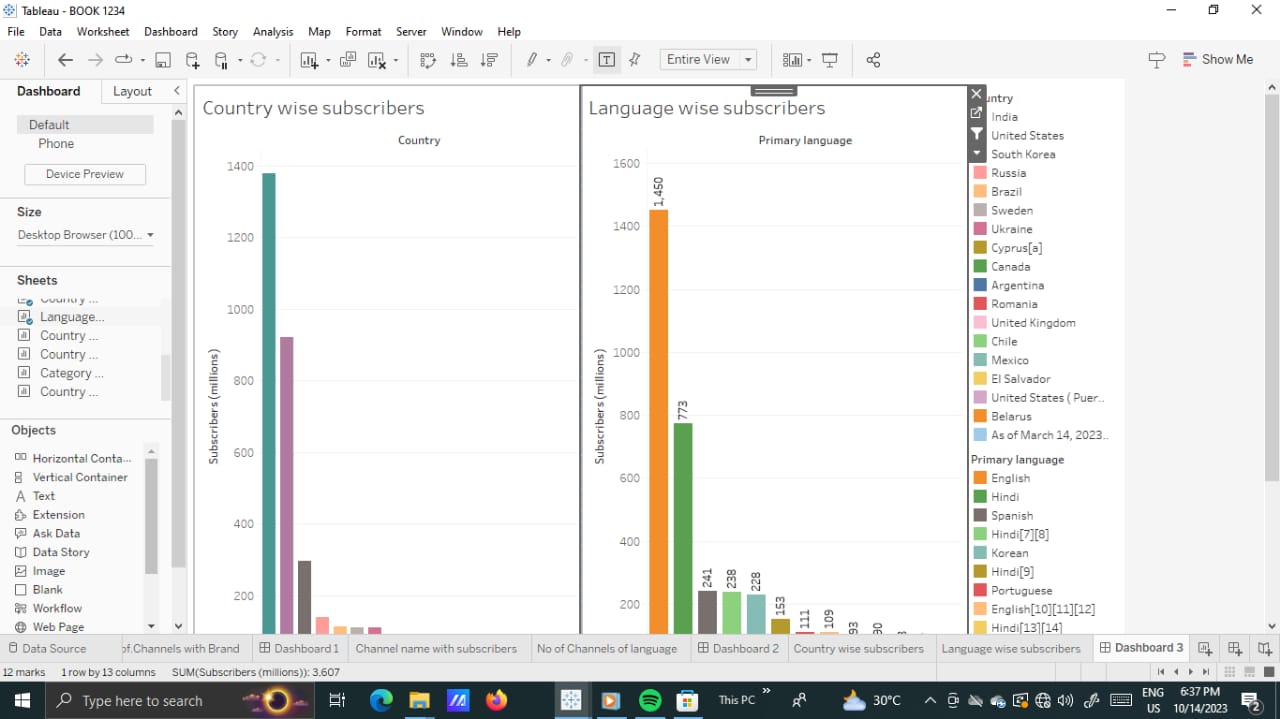 Tableau - BOOK 1234
File Data Worksheet Dashboard Story Analysis Map Format Server Window Help
Entire View
Show Me
Dashboard Layout
Default
Phone
Device Preview
Size
Desktop Browser (100...
Sheets
Country ...
Language...
Country ...
Country ...
Category ...
Country ...
Objects
Horizontal Conta...
Vertical Container
Text
Extension
Ask Data
Data Story
Image
Blank
Workflow
Web Page
Country wise subscribers
Country
Subscribers (millions)
1400
1200
1000
800
600
400
200
Language wise subscribers
Primary language
Subscribers (millions)
1600
1400
1200
1000
800
600
400
200
1,450
773
241
238
228
153
111
109
93
90
untry
India
United States
South Korea
Russia
Brazil
Sweden
Ukraine
Cyprus[a]
Canada
Argentina
Romania
United Kingdom
Chile
Mexico
El Salvador
United States ( Puer..
Belarus
As of March 14, 2023..
Primary language
English
Hindi
Spanish
Hindi[7][8]
Korean
Hindi[9]
Portuguese
English[10][11][12]
Hindi[13][14]
Data Source of.Channels with Brand Dashboard 1 Channel name with subscribers No of Channels of language Dashboard 2 Country wise subscribers Language wise subscribers Dashboard 3
12 marks 1 row by 13 columns SUM(Subscribers (millions)): 3,607
Type here to search
This PC
30°C
ENG
US
6:37 PM
10/14/2023
2